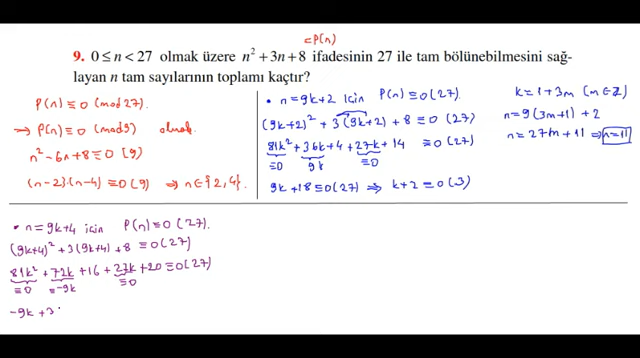 = P(n)
9. 0 ≤ n < 27 olmak üzere n² + 3n + 8 ifadesinin 27 ile tam bölünebilmesini sağ-
layan n tam sayılarının toplamı kaçtır?
P(n) ≡ 0 (mod 27).
→ P(n) ≡ 0 (mod 9) olmalı.
n² - 6n + 8 ≡ 0 (9)
(n-2)·(n-4) ≡ 0 (9) ⇒ n ∈ {2, 4}.
• n = 9k+2 için P(n) ≡ 0 (27)
(9k+2)² + 3(9k+2) + 8 ≡ 0 (27)
81k² + 36k + 4 + 27k + 14 ≡ 0 (27)
≡0 9k ≡0
9k + 18 ≡ 0 (27) ⇒ k+2 ≡ 0 (3)
k = 1+3m (m ∈ Z)
n = 9(3m+1) + 2
n = 27m + 11 ⇒ n = 11
• n = 9k+4 için P(n) ≡ 0 (27).
(9k+4)² + 3(9k+4) + 8 ≡ 0 (27)
81k² + 72k + 16 + 27k + 20 ≡ 0 (27)
≡0 ≡-9k ≡0
-9k + 3